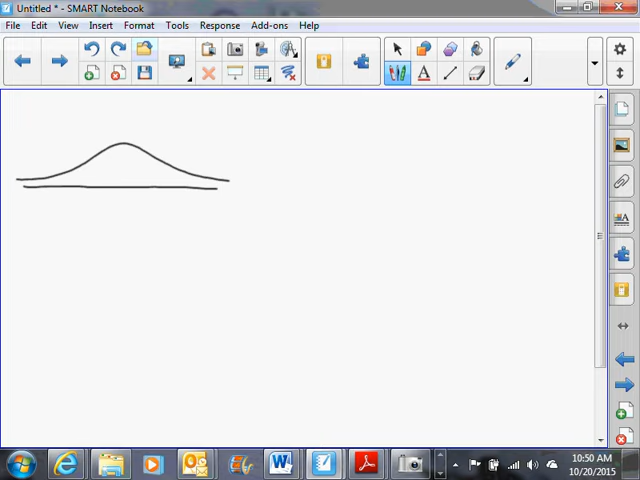 Untitled * - SMART Notebook
File Edit View Insert Format Tools Response Add-ons Help
10:50 AM
10/20/2015